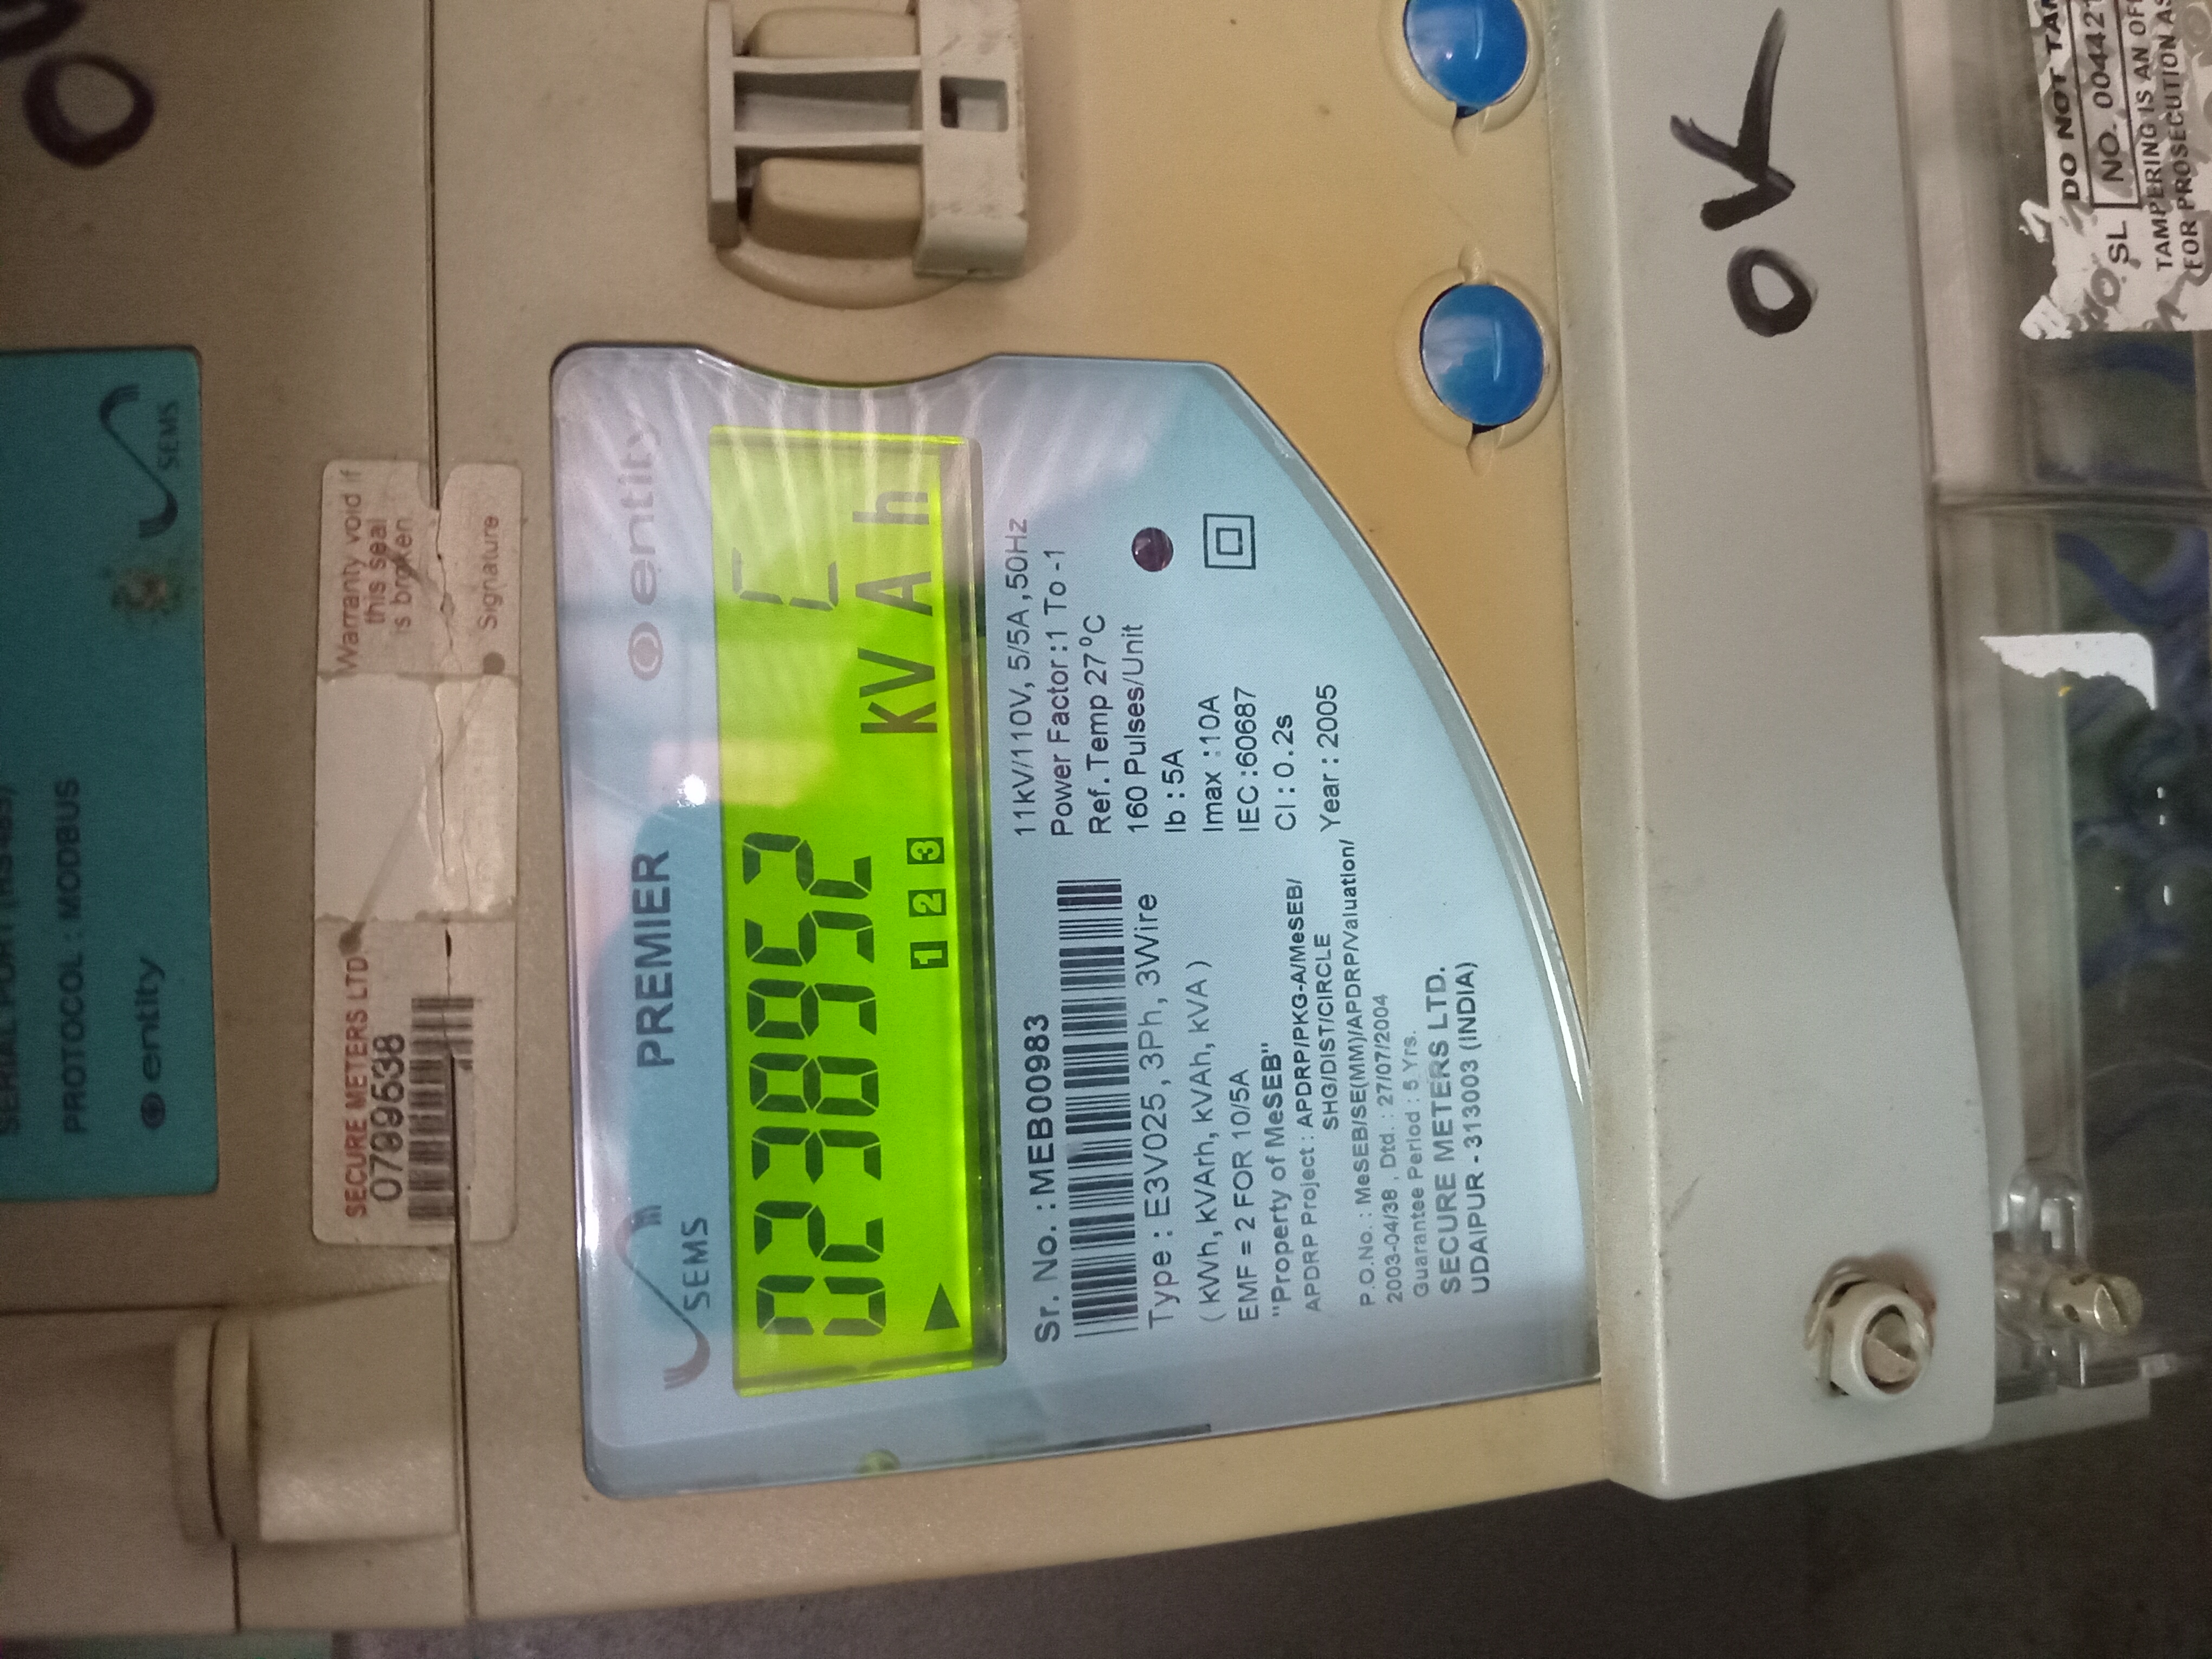 PROTOCOL : MODBUS
entity
SEMS
SECURE METERS LTD.
0799538
Warranty void if
this seal
is broken
Signature
SEMS
PREMIER
entity
0238952
kVAh
1 2 3
Sr. No. : MEB00983
Type : E3V025, 3Ph, 3Wire
( kWh, kVArh, kVAh, kVA )
EMF = 2 FOR 10/5A
"Property of MeSEB"
APDRP Project : APDRP/PKG-A/MeSEB/
SHG/DIST/CIRCLE
P.O.No. : MeSEB/SE(MM)/APDRP/Valuation/
2003-04/38 , Dtd. : 27/07/2004
Guarantee Period : 5 Yrs.
SECURE METERS LTD.
UDAIPUR - 313003 (INDIA)
11kV/110V, 5/5A ,50Hz
Power Factor :1 To -1
Ref. Temp 27°C
160 Pulses/Unit
Ib : 5A
Imax :10A
IEC :60687
Cl : 0.2s
Year : 2005
OK
DO NOT
SL NO. 004421
TAMPERING IS AN
FOR PROSECUTION